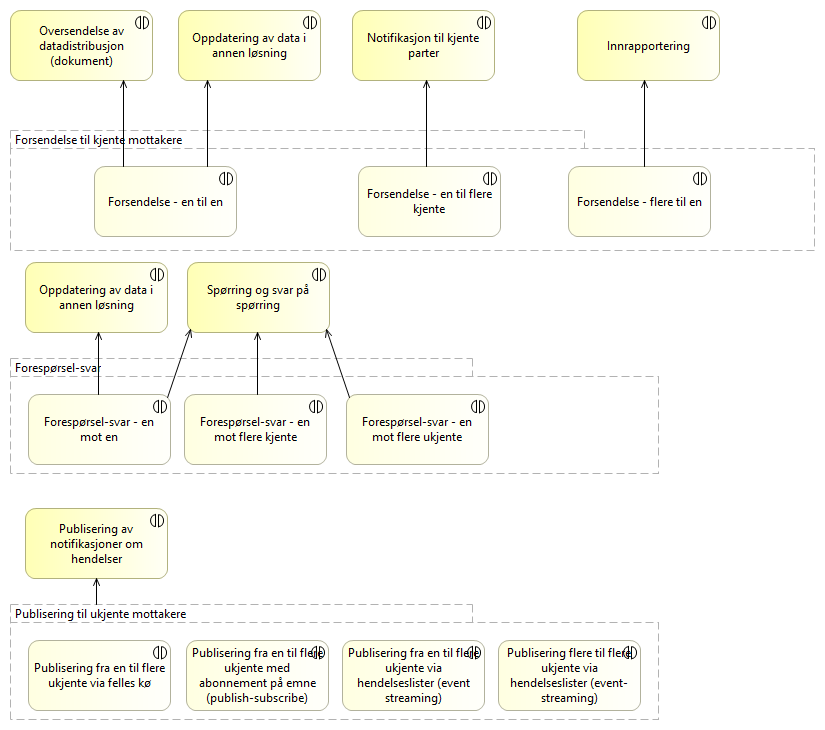 Oversendelse av
datadistribusjon
(dokument)
Oppdatering av data i
annen løsning
Notifikasjon til kjente
parter
Innrapportering
Forsendelse til kjente mottakere
Forsendelse - en til en
Forsendelse - en til flere
kjente
Forsendelse - flere til en
Oppdatering av data i
annen løsning
Spørring og svar på
spørring
Forespørsel-svar
Forespørsel-svar - en
mot en
Forespørsel-svar - en
mot flere kjente
Forespørsel-svar - en
mot flere ukjente
Publisering av
notifikasjoner om
hendelser
Publisering til ukjente mottakere
Publisering fra en til flere
ukjente via felles kø
Publisering fra en til flere
ukjente med
abonnement på emne
(publish-subscribe)
Publisering fra en til flere
ukjente via
hendelseslister (event
streaming)
Publisering flere til flere
ukjente via
hendelseslister (event-
streaming)